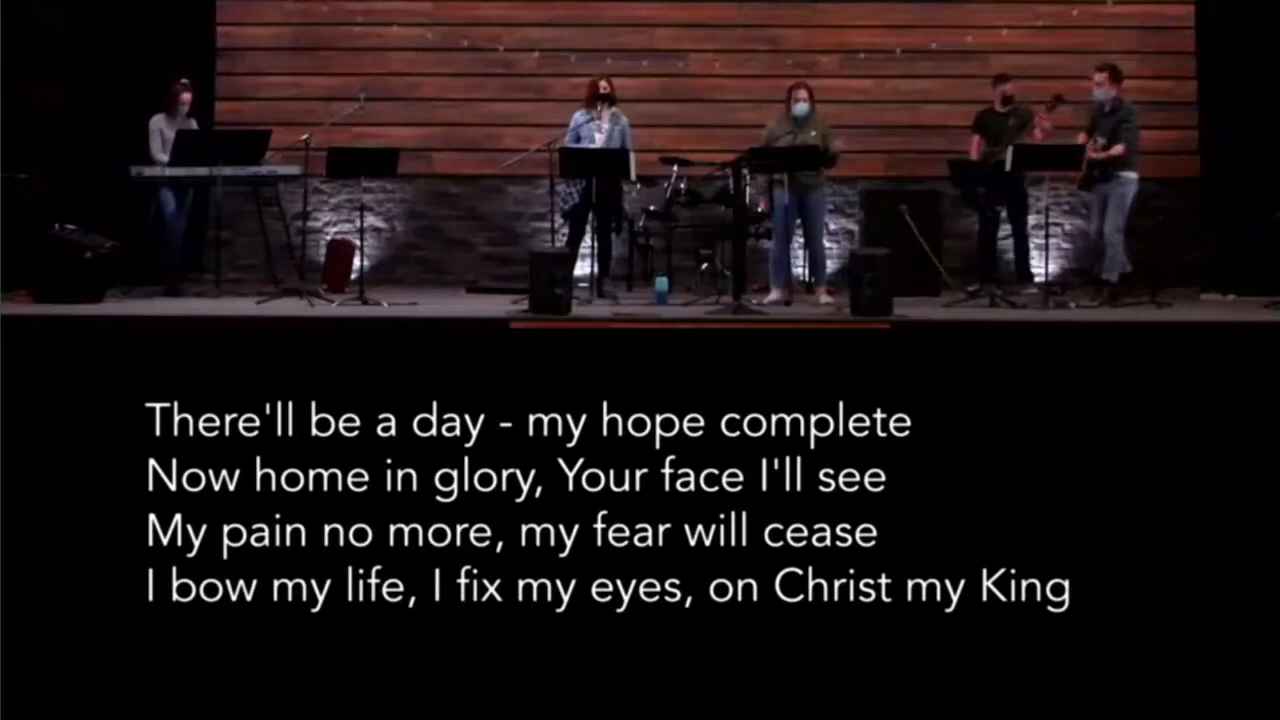 There'll be a day - my hope complete
Now home in glory, Your face I'll see
My pain no more, my fear will cease
I bow my life, I fix my eyes, on Christ my King